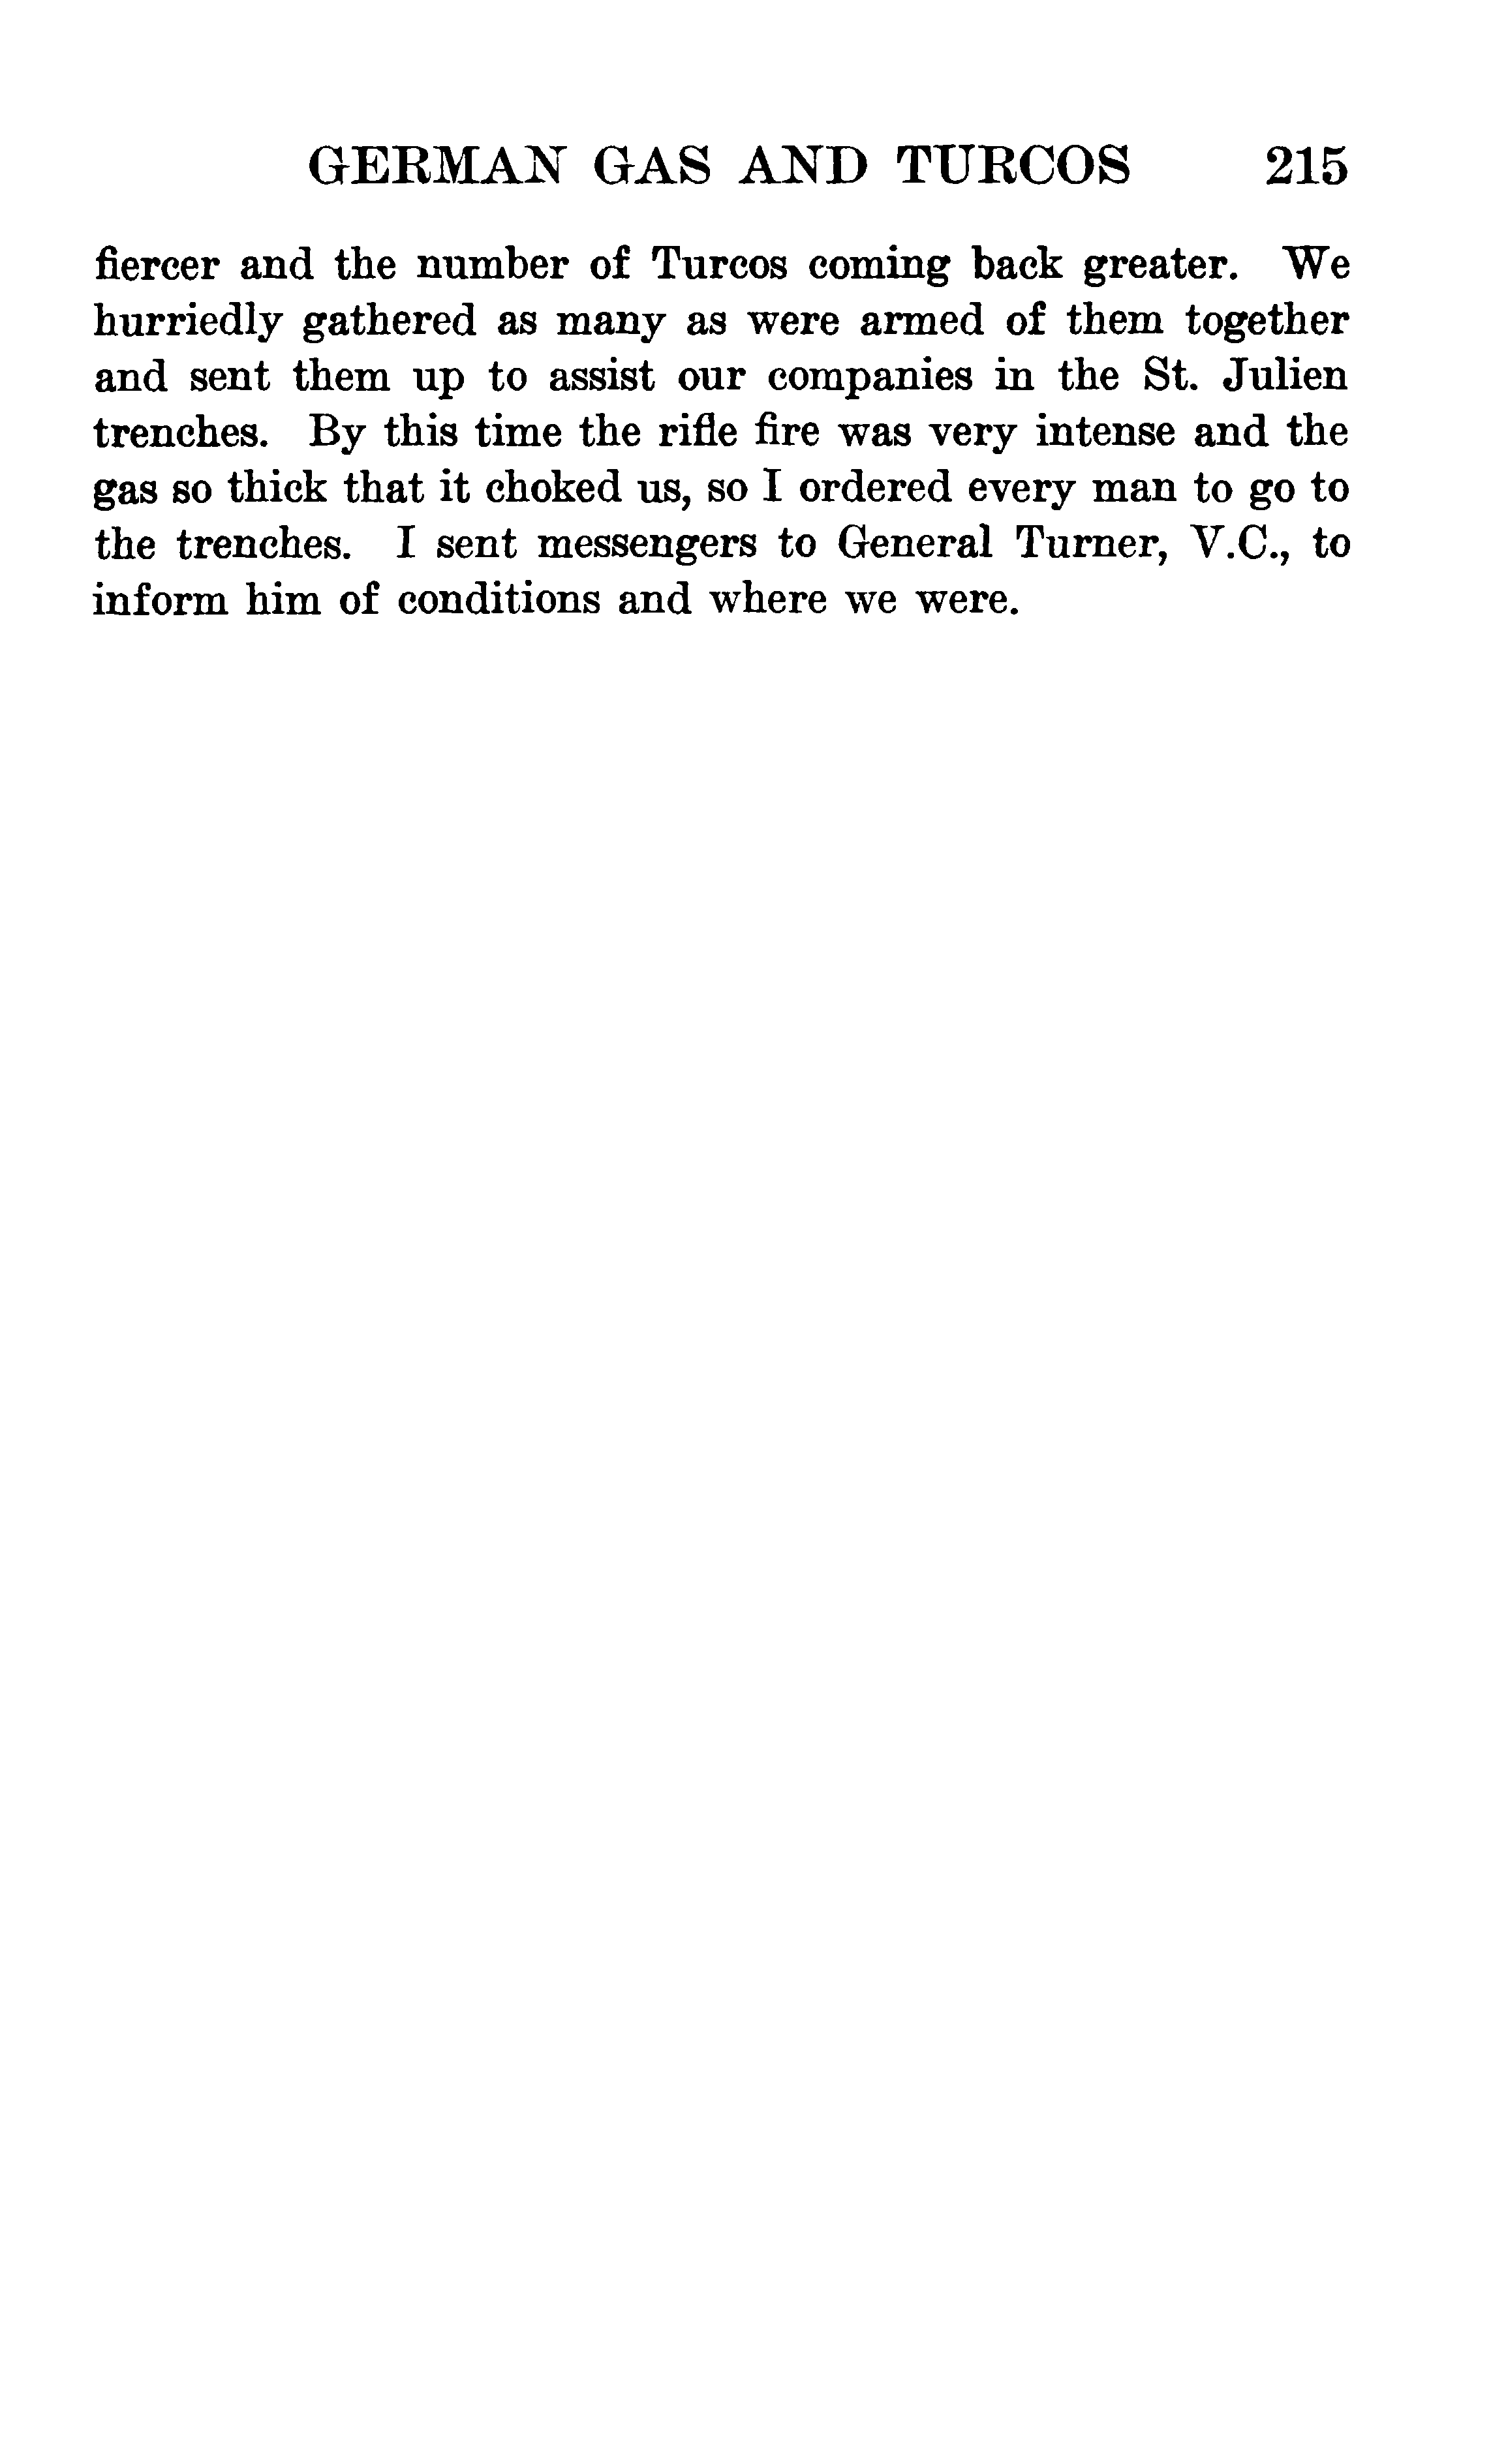 GERMAN GAS AND TURCOS 215
fiercer and the number of Turcos coming back greater. We
hurriedly gathered as many as were armed of them together
and sent them up to assist our companies in the St. Julien
trenches. By this time the rifle fire was very intense and the
gas so thick that it choked us, so I ordered every man to go to
the trenches. I sent messengers to General Turner, V.C., to
inform him of conditions and where we were.